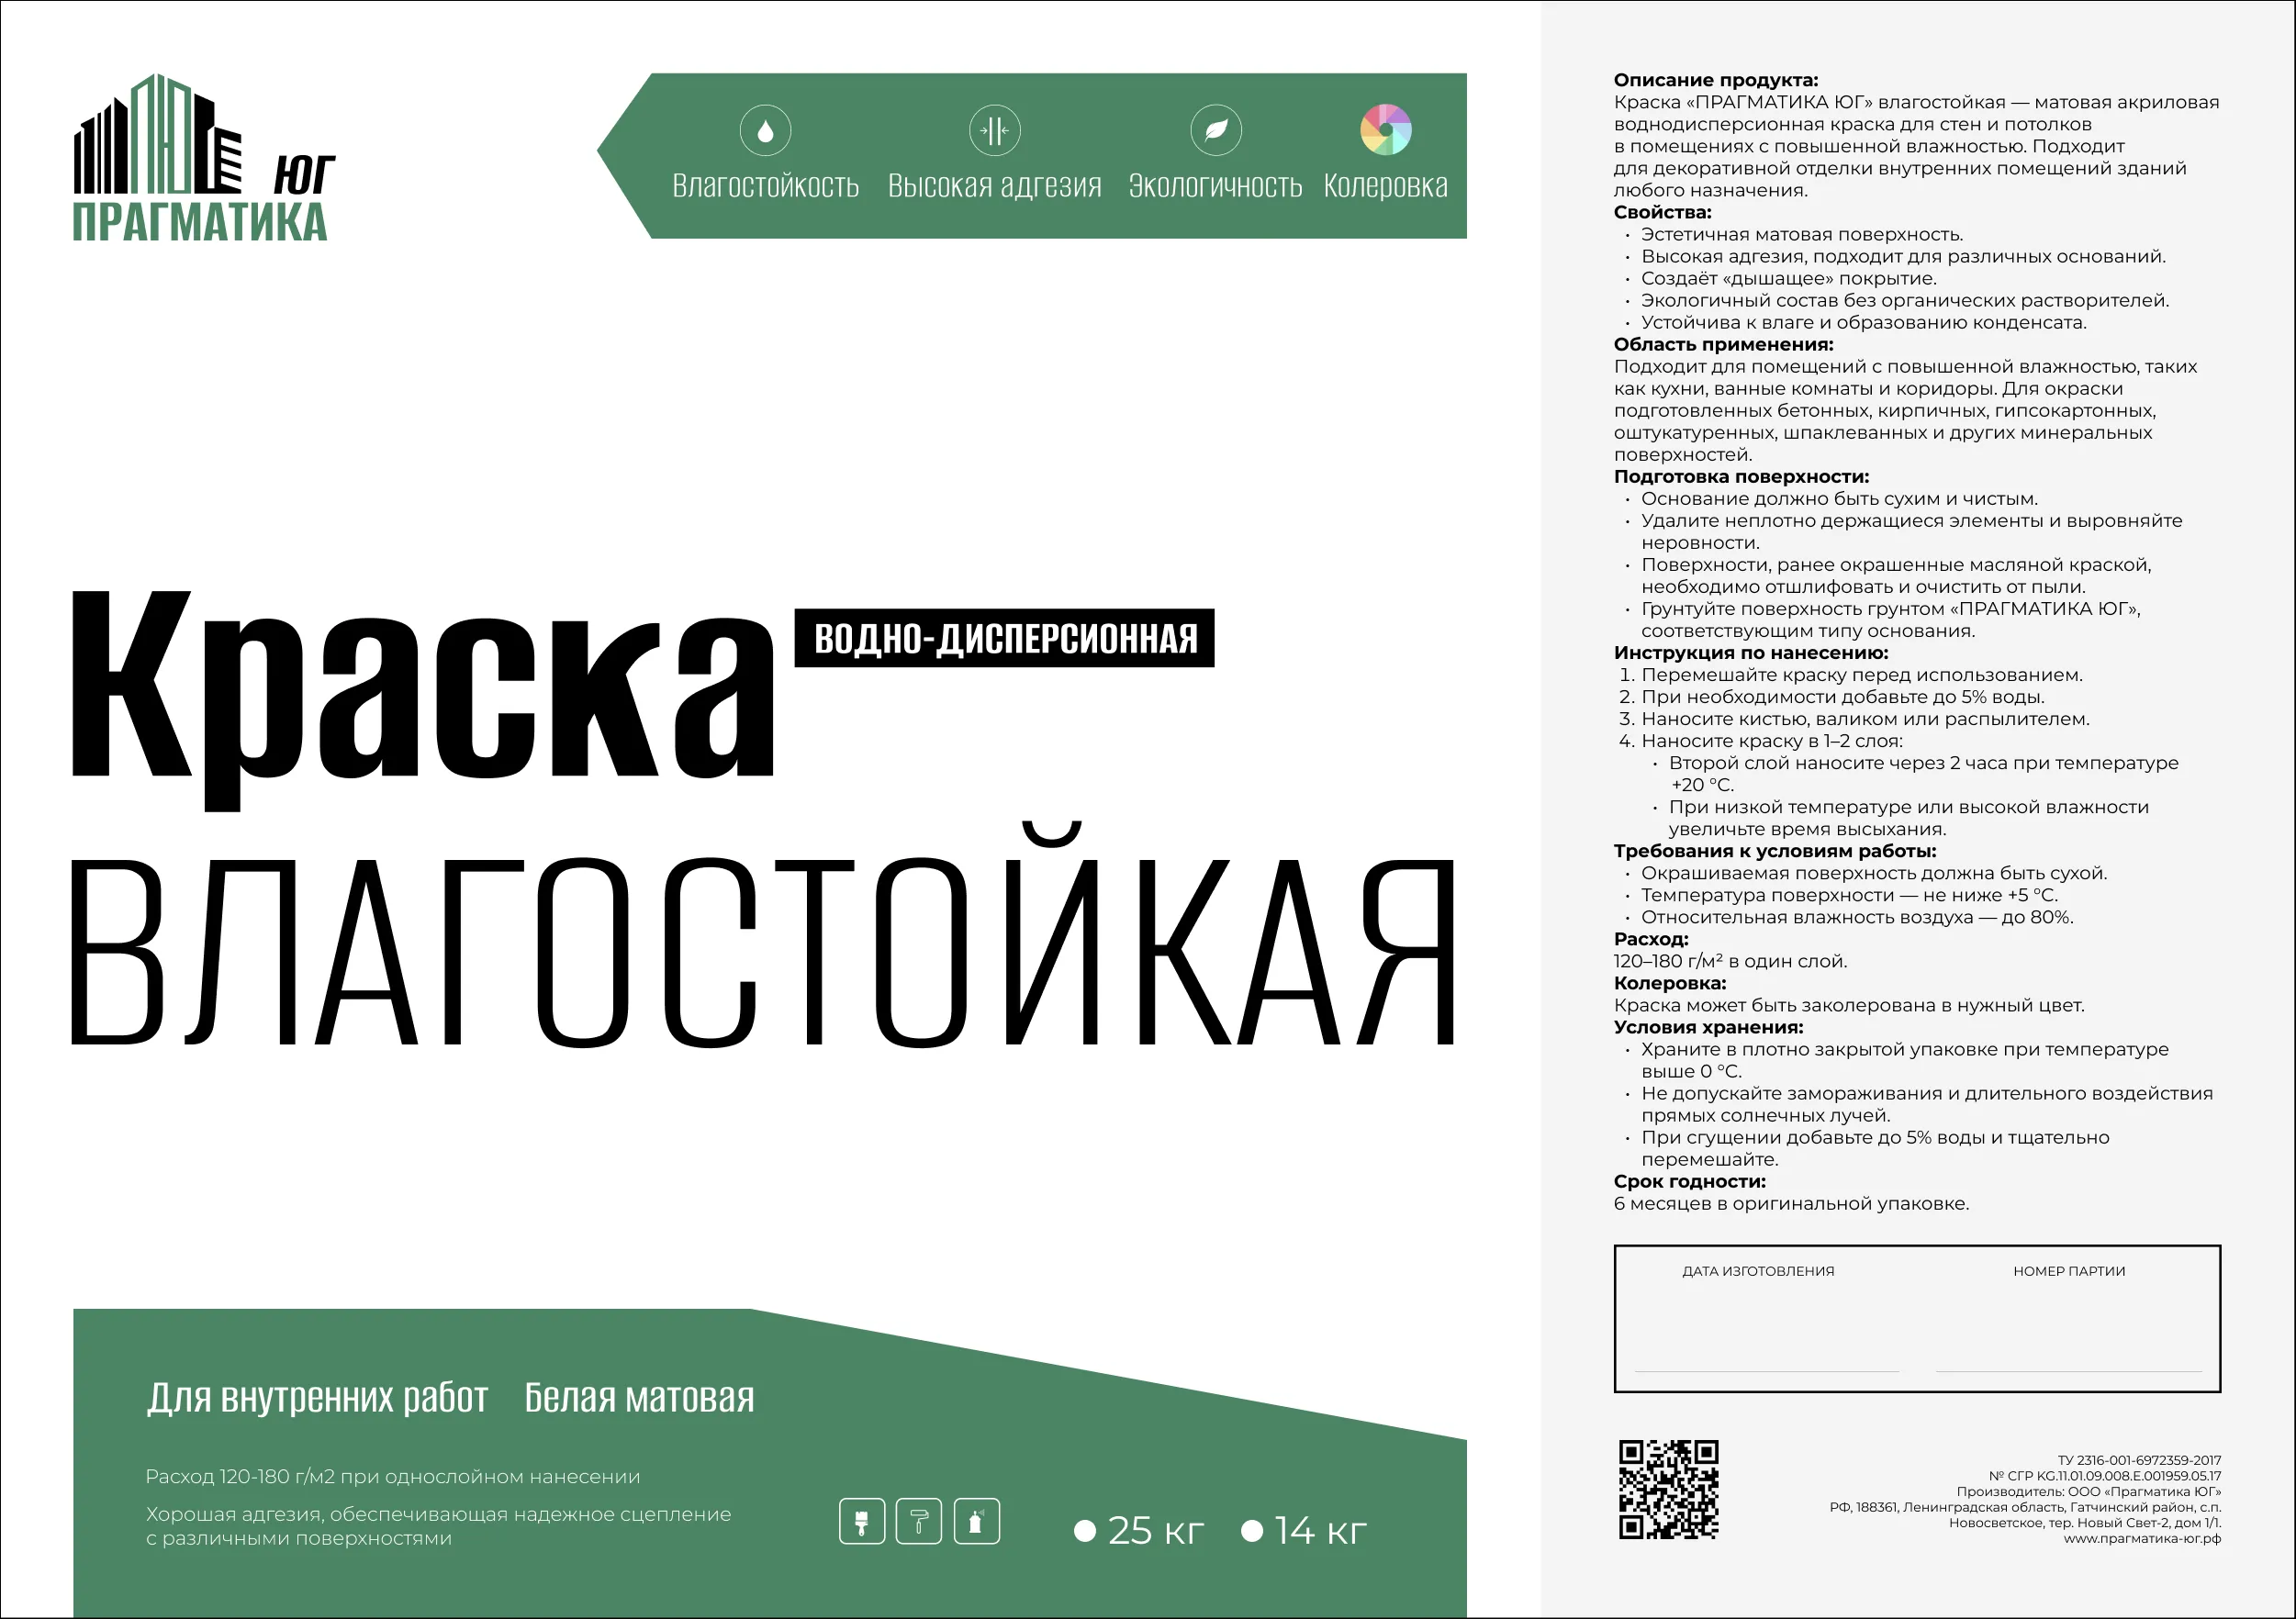 ЮГ
ПРАГМАТИКА
Влагостойкость
Высокая адгезия
Экологичность
Колеровка
Краска
ВОДНО-ДИСПЕРСИОННАЯ
ВЛАГОСТОЙКАЯ
Для внутренних работ Белая матовая
Расход 120-180 г/м2 при однослойном нанесении
Хорошая адгезия, обеспечивающая надежное сцепление
с различными поверхностями
25 кг
14 кг
Описание продукта:
Краска «ПРАГМАТИКА ЮГ» влагостойкая — матовая акриловая
воднодисперсионная краска для стен и потолков
в помещениях с повышенной влажностью. Подходит
для декоративной отделки внутренних помещений зданий
любого назначения.
Свойства:
• Эстетичная матовая поверхность.
• Высокая адгезия, подходит для различных оснований.
• Создаёт «дышащее» покрытие.
• Экологичный состав без органических растворителей.
• Устойчива к влаге и образованию конденсата.
Область применения:
Подходит для помещений с повышенной влажностью, таких
как кухни, ванные комнаты и коридоры. Для окраски
подготовленных бетонных, кирпичных, гипсокартонных,
оштукатуренных, шпаклеванных и других минеральных
поверхностей.
Подготовка поверхности:
• Основание должно быть сухим и чистым.
• Удалите неплотно держащиеся элементы и выровняйте
неровности.
• Поверхности, ранее окрашенные масляной краской,
необходимо отшлифовать и очистить от пыли.
• Грунтуйте поверхность грунтом «ПРАГМАТИКА ЮГ»,
соответствующим типу основания.
Инструкция по нанесению:
1. Перемешайте краску перед использованием.
2. При необходимости добавьте до 5% воды.
3. Наносите кистью, валиком или распылителем.
4. Наносите краску в 1–2 слоя:
• Второй слой наносите через 2 часа при температуре
+20 °C.
• При низкой температуре или высокой влажности
увеличьте время высыхания.
Требования к условиям работы:
• Окрашиваемая поверхность должна быть сухой.
• Температура поверхности — не ниже +5 °C.
• Относительная влажность воздуха — до 80%.
Расход:
120–180 г/м² в один слой.
Колеровка:
Краска может быть заколерована в нужный цвет.
Условия хранения:
• Храните в плотно закрытой упаковке при температуре
выше 0 °C.
• Не допускайте замораживания и длительного воздействия
прямых солнечных лучей.
• При сгущении добавьте до 5% воды и тщательно
перемешайте.
Срок годности:
6 месяцев в оригинальной упаковке.
ДАТА ИЗГОТОВЛЕНИЯ
НОМЕР ПАРТИИ
ТУ 2316-001-6972359-2017
№ СГР KG.11.01.09.008.Е.001959.05.17
Производитель: ООО «Прагматика ЮГ»
РФ, 188361, Ленинградская область, Гатчинский район, с.п.
Новосветское, тер. Новый Свет-2, дом 1/1.
www.прагматика-юг.рф